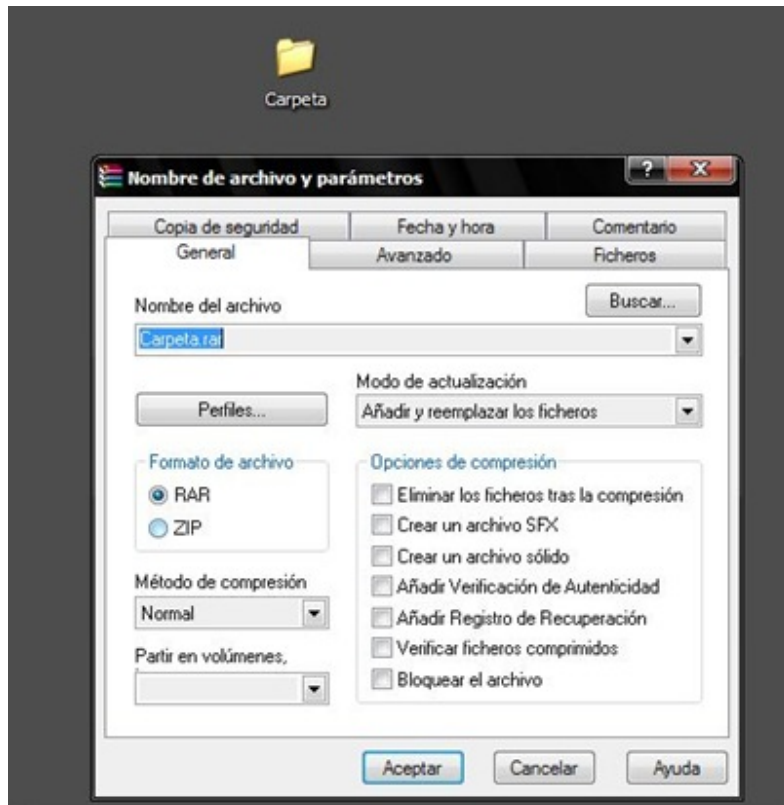 Carpeta
Nombre de archivo y parámetros
Copia de seguridad Fecha y hora Comentario
General Avanzado Ficheros
Nombre del archivo Buscar...
Carpeta.rar
Modo de actualización
Perfiles... Añadir y reemplazar los ficheros
Formato de archivo
RAR
ZIP
Método de compresión
Normal
Partir en volúmenes,
Opciones de compresión
Eliminar los ficheros tras la compresión
Crear un archivo SFX
Crear un archivo sólido
Añadir Verificación de Autenticidad
Añadir Registro de Recuperación
Verificar ficheros comprimidos
Bloquear el archivo
Aceptar Cancelar Ayuda